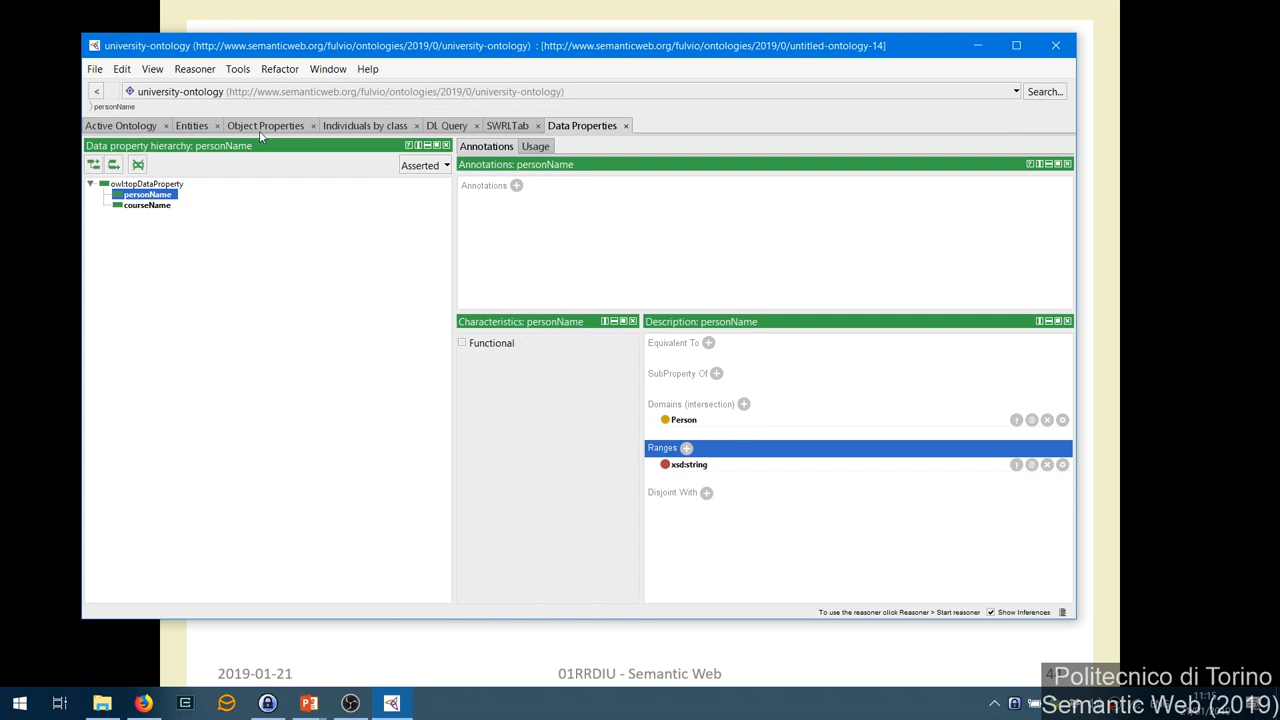 university-ontology (http://www.semanticweb.org/fulvio/ontologies/2019/0/university-ontology) : [http://www.semanticweb.org/fulvio/ontologies/2019/0/untitled-ontology-14]
File Edit View Reasoner Tools Refactor Window Help
< university-ontology (http://www.semanticweb.org/fulvio/ontologies/2019/0/university-ontology) Search...
personName
Active Ontology × Entities × Object Properties × Individuals by class × DL Query × SWRLTab × Data Properties ×
Data property hierarchy: personName
Asserted
owl:topDataProperty
personName
courseName
Annotations Usage
Annotations: personName
Annotations
Characteristics: personName
Functional
Description: personName
Equivalent To
SubProperty Of
Domains (intersection)
Person
Ranges
xsd:string
Disjoint With
To use the reasoner click Reasoner > Start reasoner Show Inferences
2019-01-21 01RRDIU - Semantic Web
Politecnico di Torino
Semantic Web (2019)